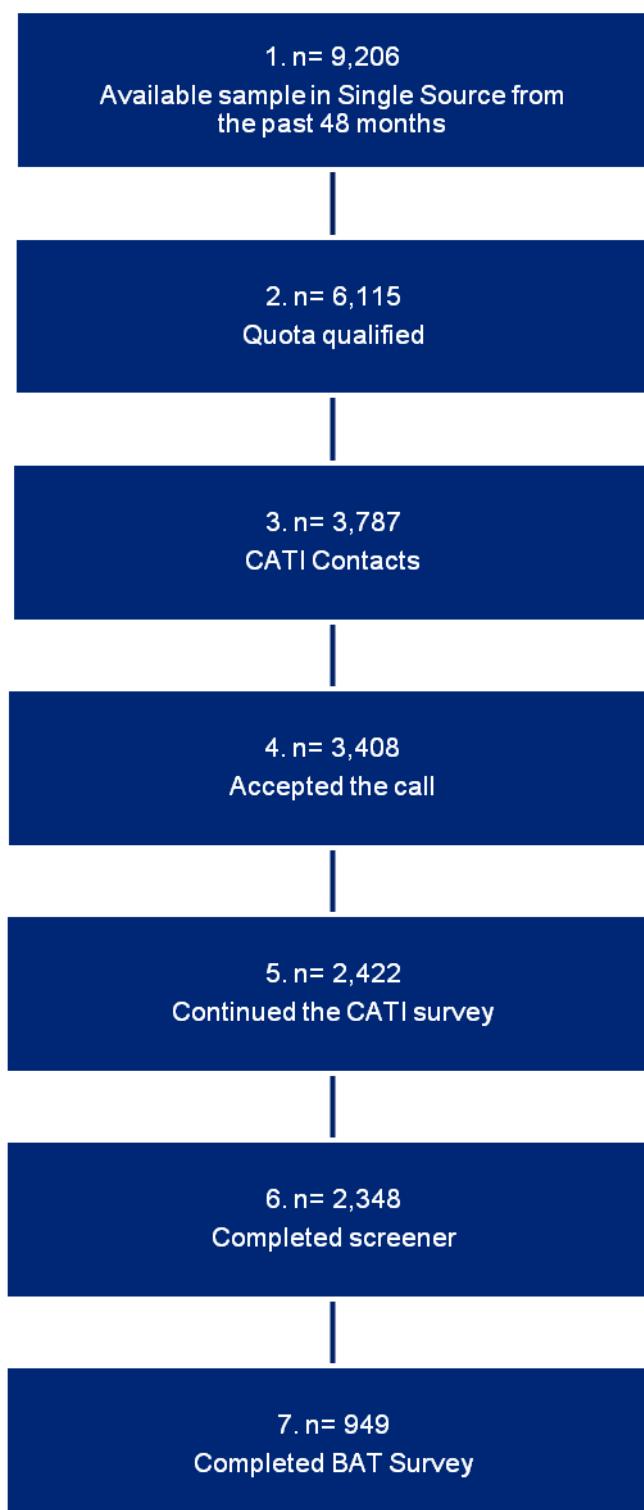 1. n= 9,206
Available sample in Single Source from
the past 48 months
2. n= 6,115
Quota qualified
3. n= 3,787
CATI Contacts
4. n= 3,408
Accepted the call
5. n= 2,422
Continued the CATI survey
6. n= 2,348
Completed screener
7. n= 949
Completed BAT Survey